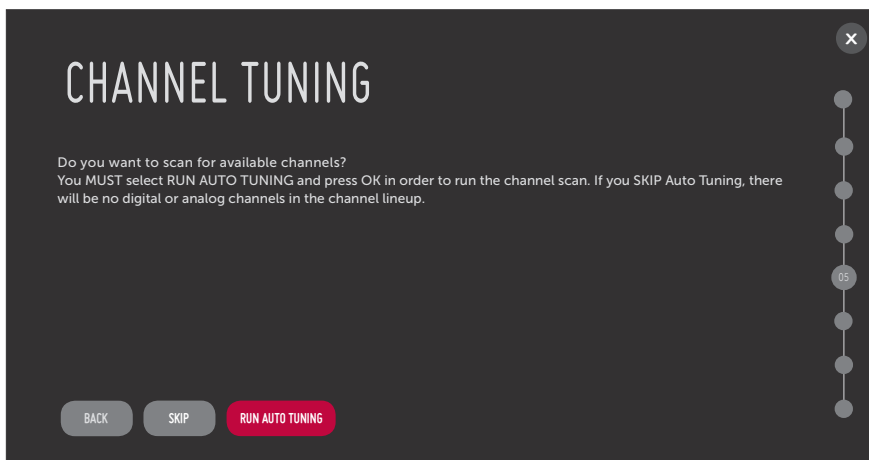 CHANNEL TUNING
Do you want to scan for available channels?
You MUST select RUN AUTO TUNING and press OK in order to run the channel scan. If you SKIP Auto Tuning, there
will be no digital or analog channels in the channel lineup.
05
BACK SKIP RUN AUTO TUNING